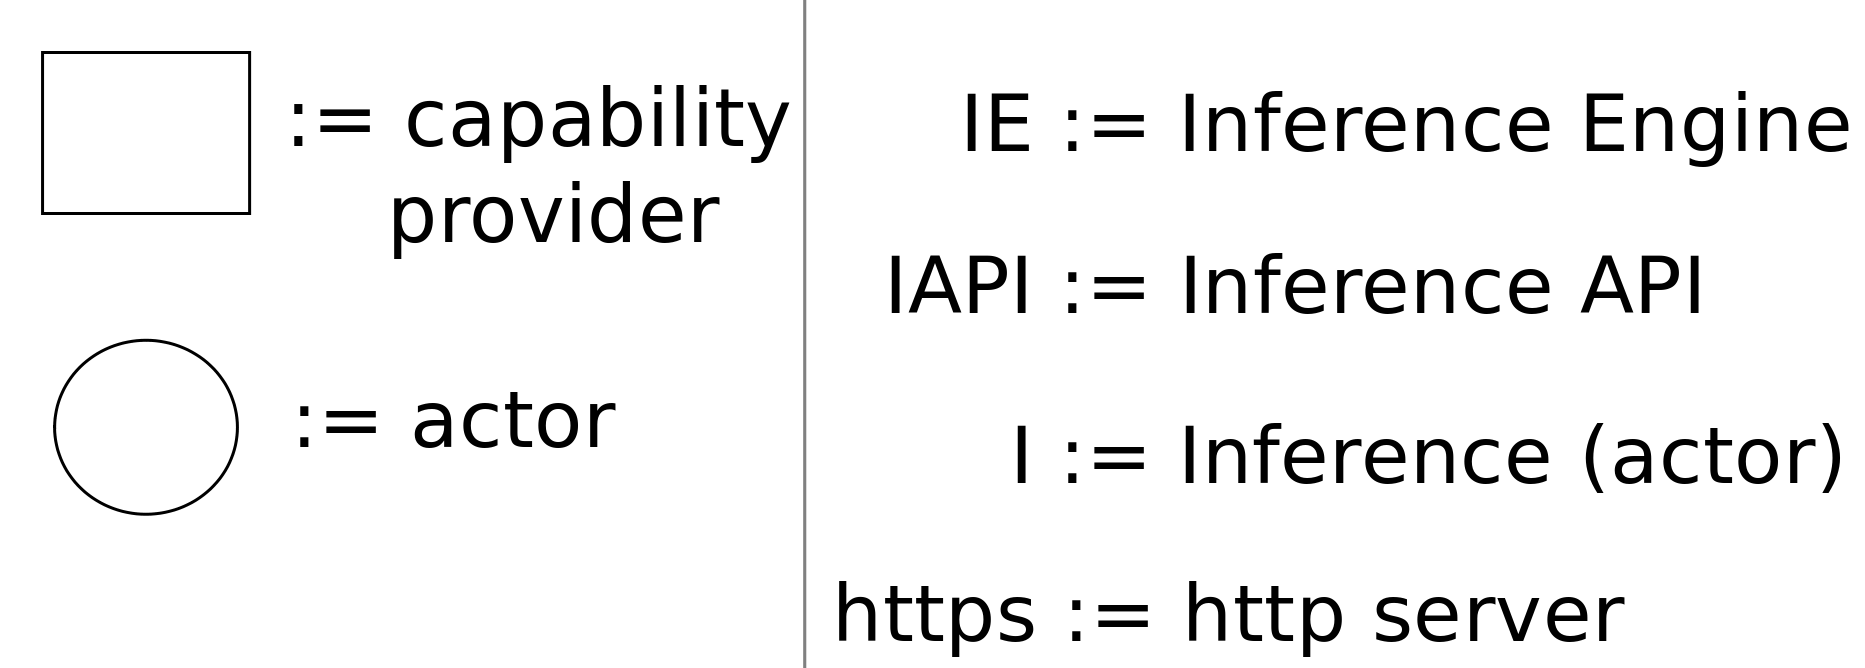 := capability
provider
:= actor
IE := Inference Engine
IAPI := Inference API
I := Inference (actor)
https := http server